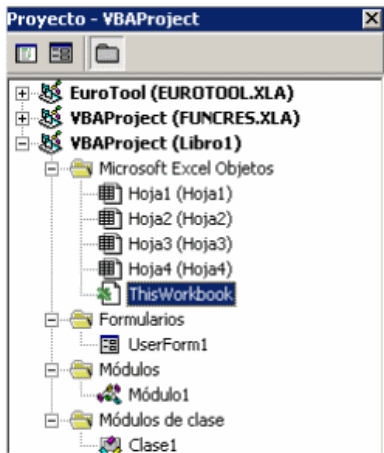 Proyecto - VBAProject
EuroTool (EUROTOOL.XLA)
VBAProject (FUNCRES.XLA)
VBAProject (Libro1)
Microsoft Excel Objetos
Hoja1 (Hoja1)
Hoja2 (Hoja2)
Hoja3 (Hoja3)
Hoja4 (Hoja4)
ThisWorkbook
Formularios
UserForm1
Módulos
Módulo1
Módulos de clase
Clase1